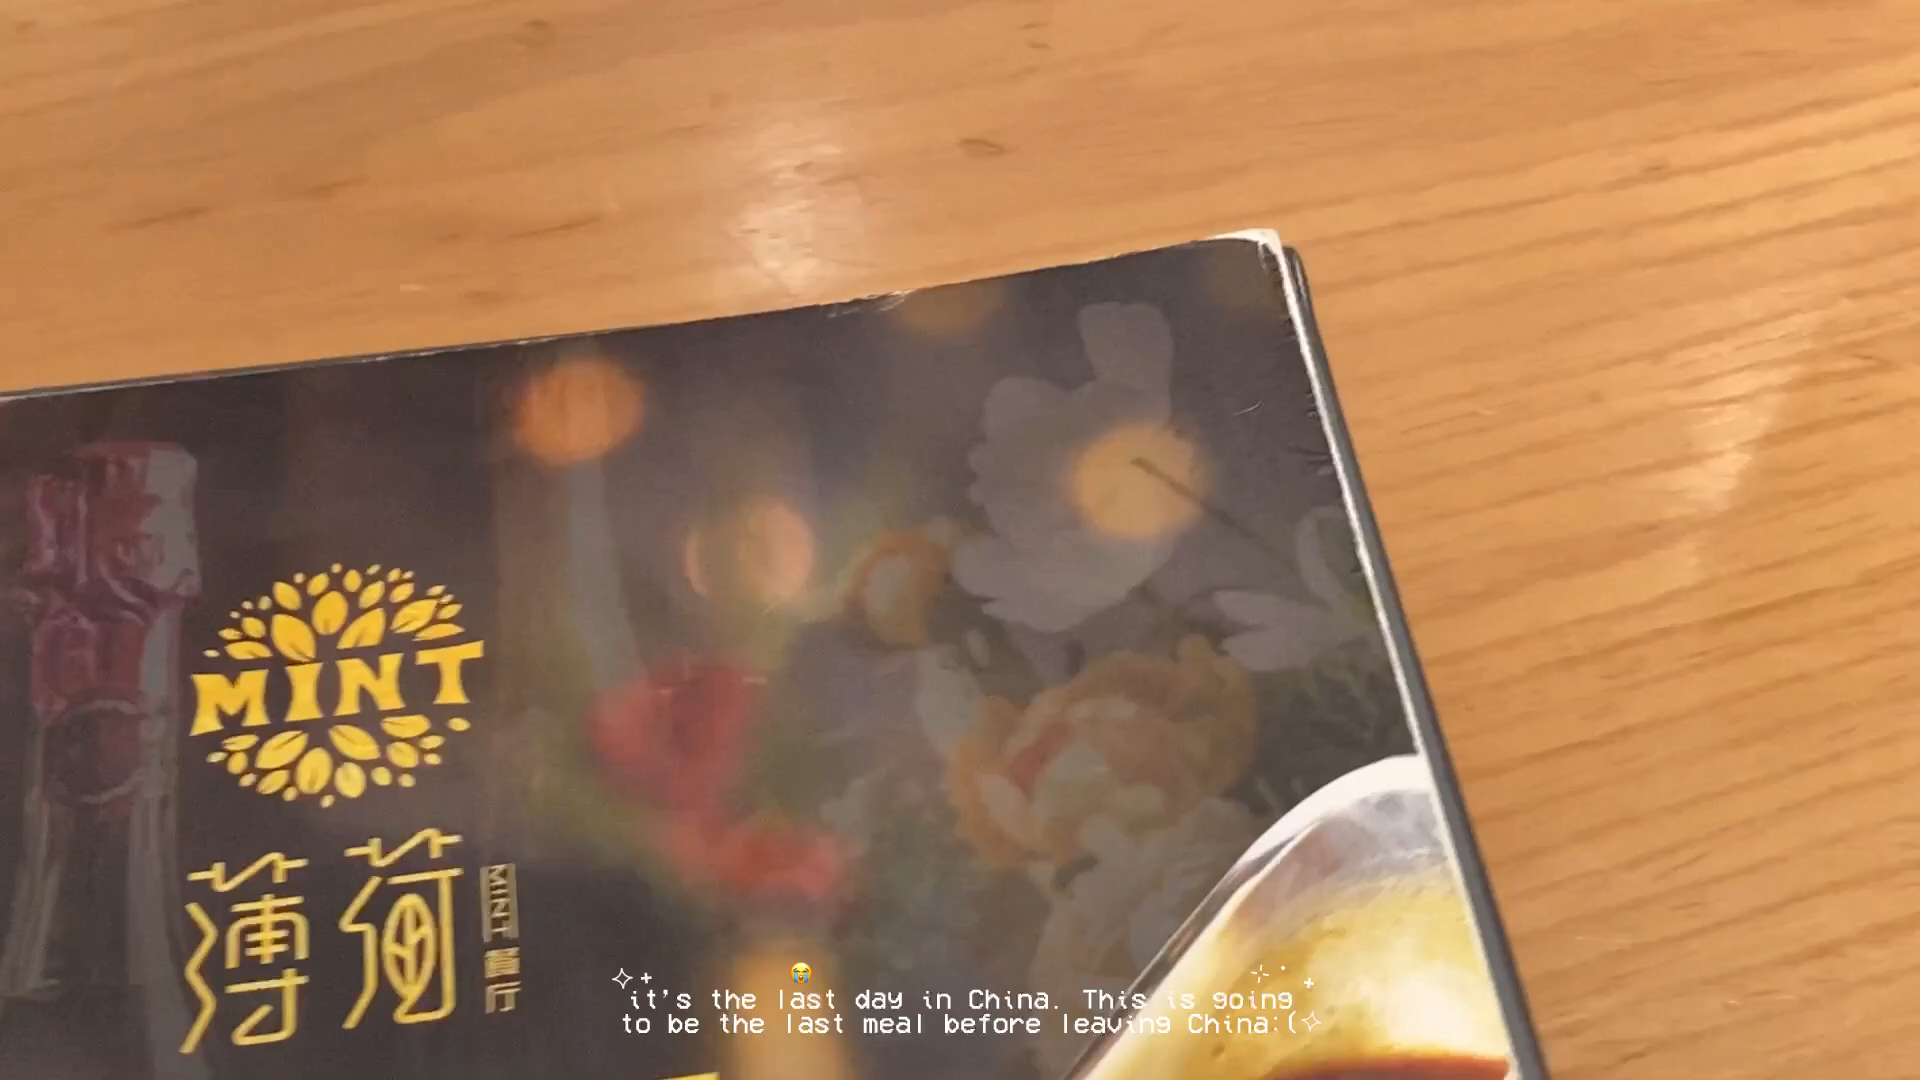 MINT
薄荷
MINT 餐厅
it's the last day in China. This is going
to be the last meal before leaving China:(